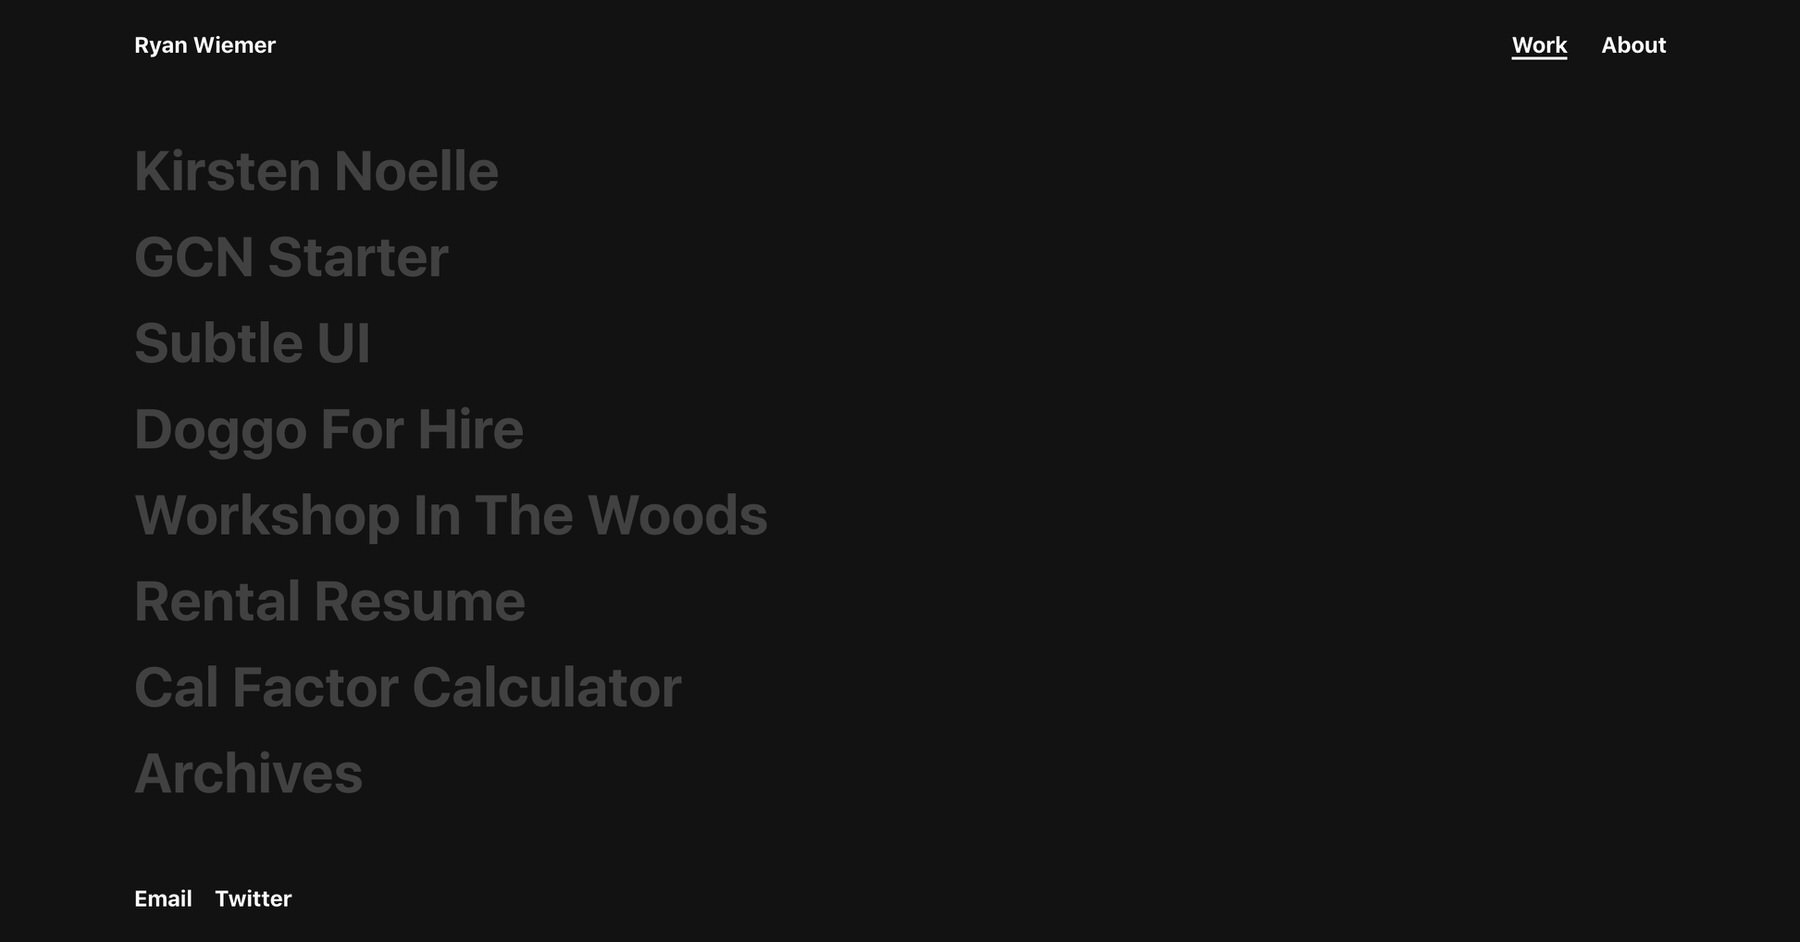 Ryan Wiemer Work About
Kirsten Noelle
GCN Starter
Subtle UI
Doggo For Hire
Workshop In The Woods
Rental Resume
Cal Factor Calculator
Archives
Email Twitter